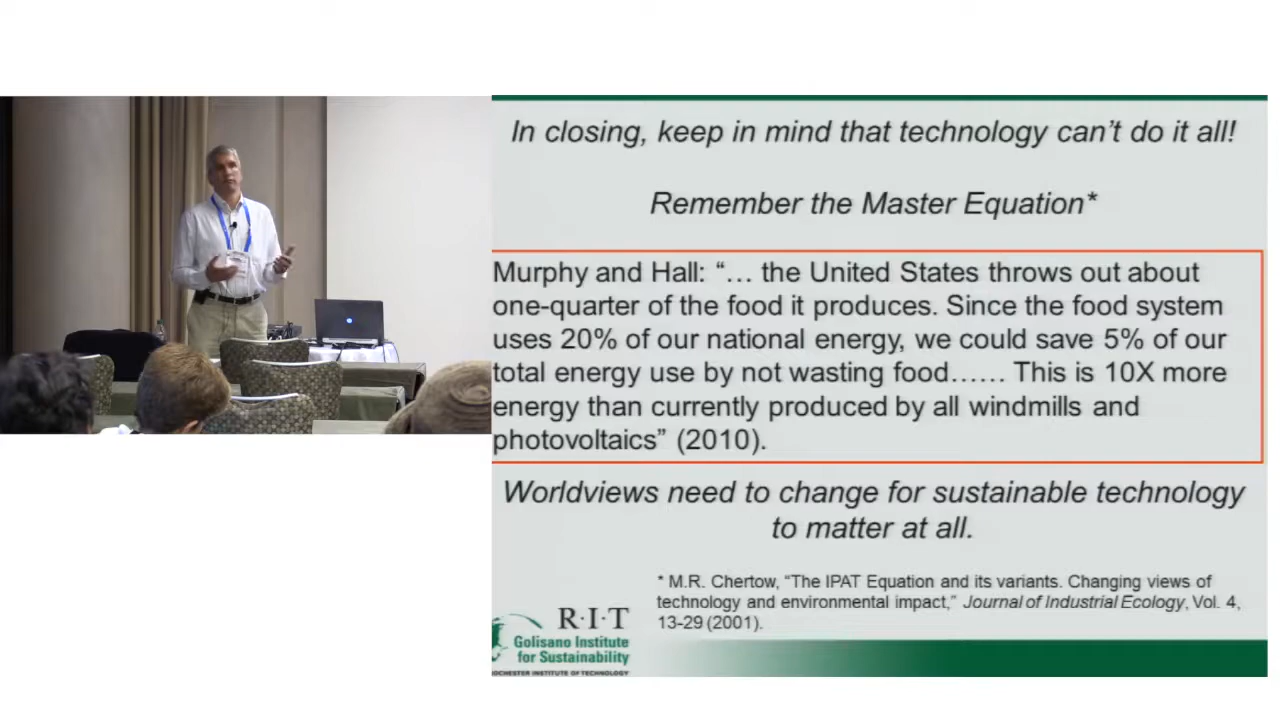 In closing, keep in mind that technology can’t do it all!
Remember the Master Equation*
Murphy and Hall: “… the United States throws out about
one-quarter of the food it produces. Since the food system
uses 20% of our national energy, we could save 5% of our
total energy use by not wasting food…… This is 10X more
energy than currently produced by all windmills and
photovoltaics” (2010).
Worldviews need to change for sustainable technology
to matter at all.
* M.R. Chertow, “The IPAT Equation and its variants. Changing views of
technology and environmental impact,” Journal of Industrial Ecology, Vol. 4,
13-29 (2001).
R·I·T
Golisano Institute
for Sustainability
ROCHESTER INSTITUTE OF TECHNOLOGY